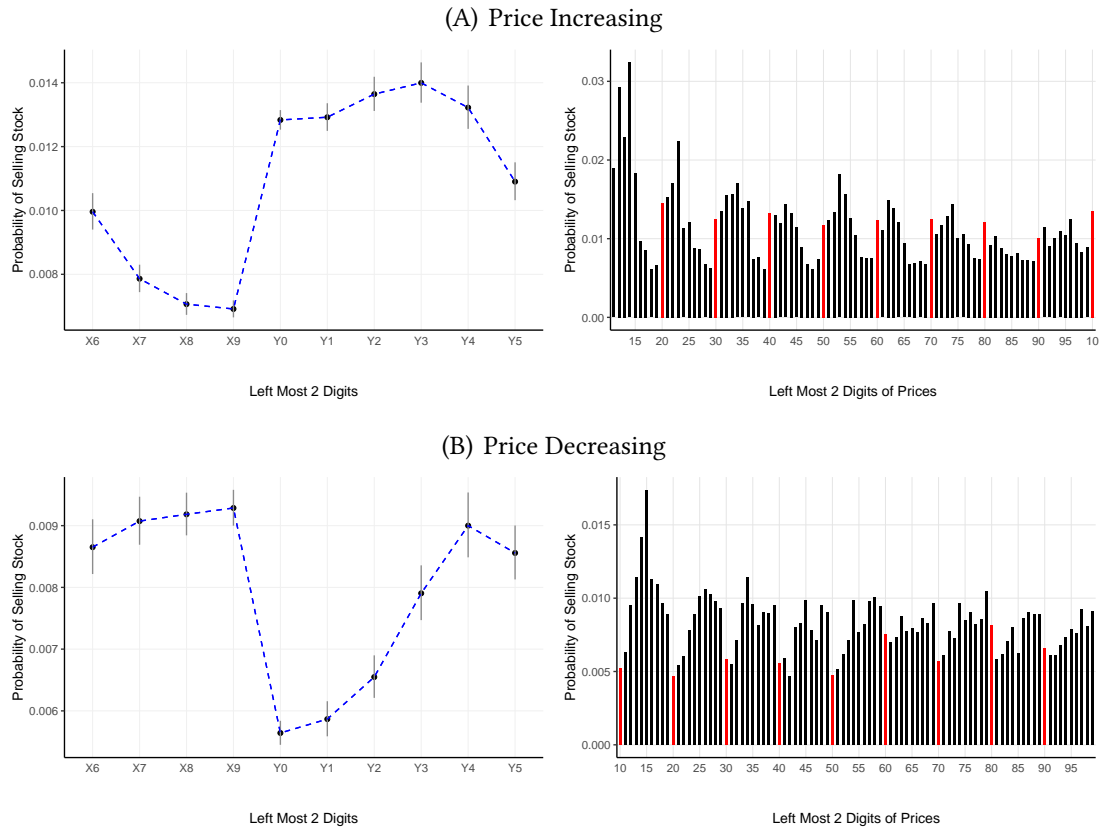 (A) Price Increasing
Probability of Selling Stock
0.014
0.012
0.010
0.008
X6 X7 X8 X9 Y0 Y1 Y2 Y3 Y4 Y5
Left Most 2 Digits
Probability of Selling Stock
0.03
0.02
0.01
0.00
15 20 25 30 35 40 45 50 55 60 65 70 75 80 85 90 95 10
Left Most 2 Digits of Prices
(B) Price Decreasing
Probability of Selling Stock
0.009
0.008
0.007
0.006
X6 X7 X8 X9 Y0 Y1 Y2 Y3 Y4 Y5
Left Most 2 Digits
Probability of Selling Stock
0.015
0.010
0.005
0.000
10 15 20 25 30 35 40 45 50 55 60 65 70 75 80 85 90 95
Left Most 2 Digits of Prices